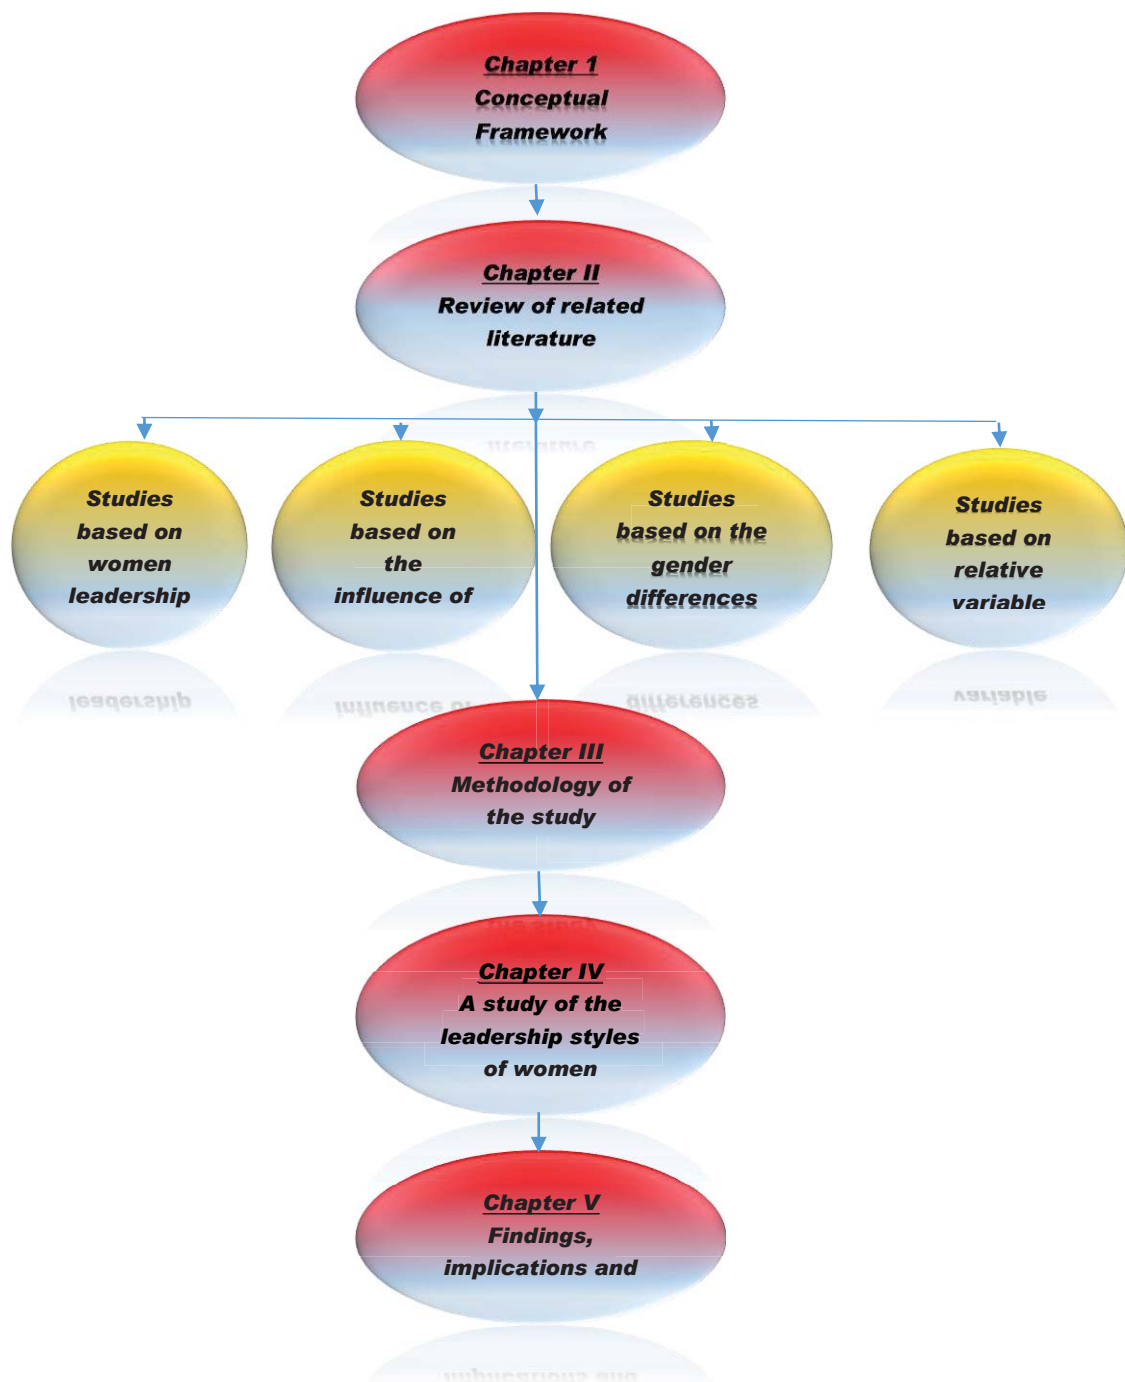 Chapter 1
Conceptual
Framework
Chapter II
Review of related
literature
Studies
based on
women
leadership
Studies
based on
the
influence of
Studies
based on the
gender
differences
Studies
based on
relative
variable
Chapter III
Methodology of
the study
Chapter IV
A study of the
leadership styles
of women
Chapter V
Findings,
implications and